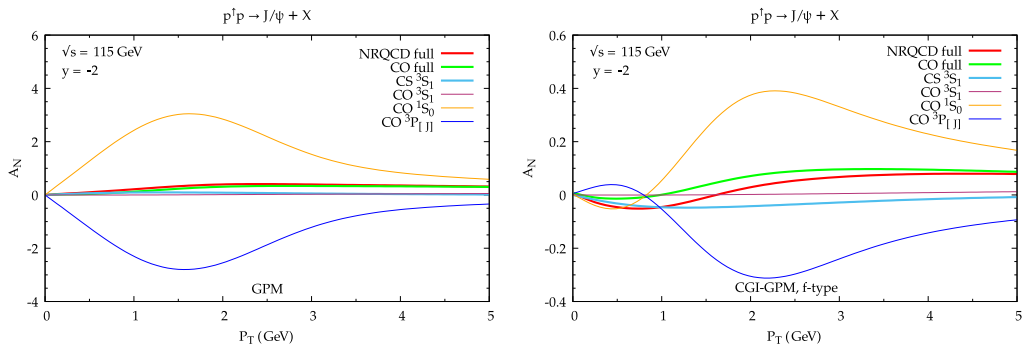 p↑p → J/ψ + X
√s = 115 GeV
y = -2
NRQCD full
CO full
CS ³S₁
CO ³S₁
CO ¹S₀
CO ³P[J]
A_N
6
4
2
0
-2
-4
GPM
0 1 2 3 4 5
P_T (GeV)
p↑p → J/ψ + X
√s = 115 GeV
y = -2
NRQCD full
CO full
CS ³S₁
CO ³S₁
CO ¹S₀
CO ³P[J]
A_N
0.6
0.4
0.2
0
-0.2
-0.4
CGI-GPM, f-type
0 1 2 3 4 5
P_T (GeV)